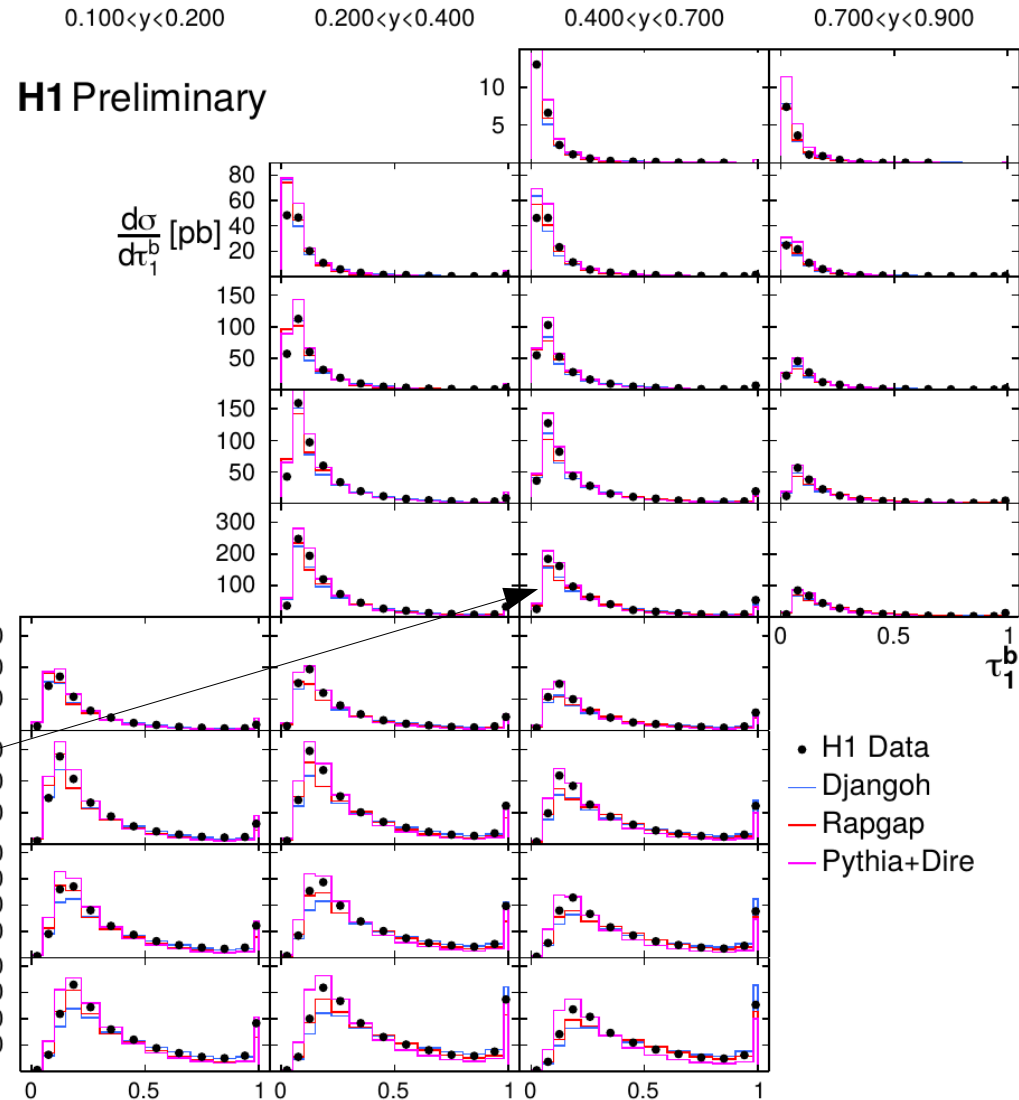 0.100<y<0.200 0.200<y<0.400 0.400<y<0.700 0.700<y<0.900
H1 Preliminary
10
5
80
60
40
20
dσ
dτ₁ᵇ [pb]
150
100
50
150
100
50
300
200
100
0 0.5 1
τ₁ᵇ
H1 Data
Djangoh
Rapgap
Pythia+Dire
0 0.5 1 0 0.5 1 0 0.5 1